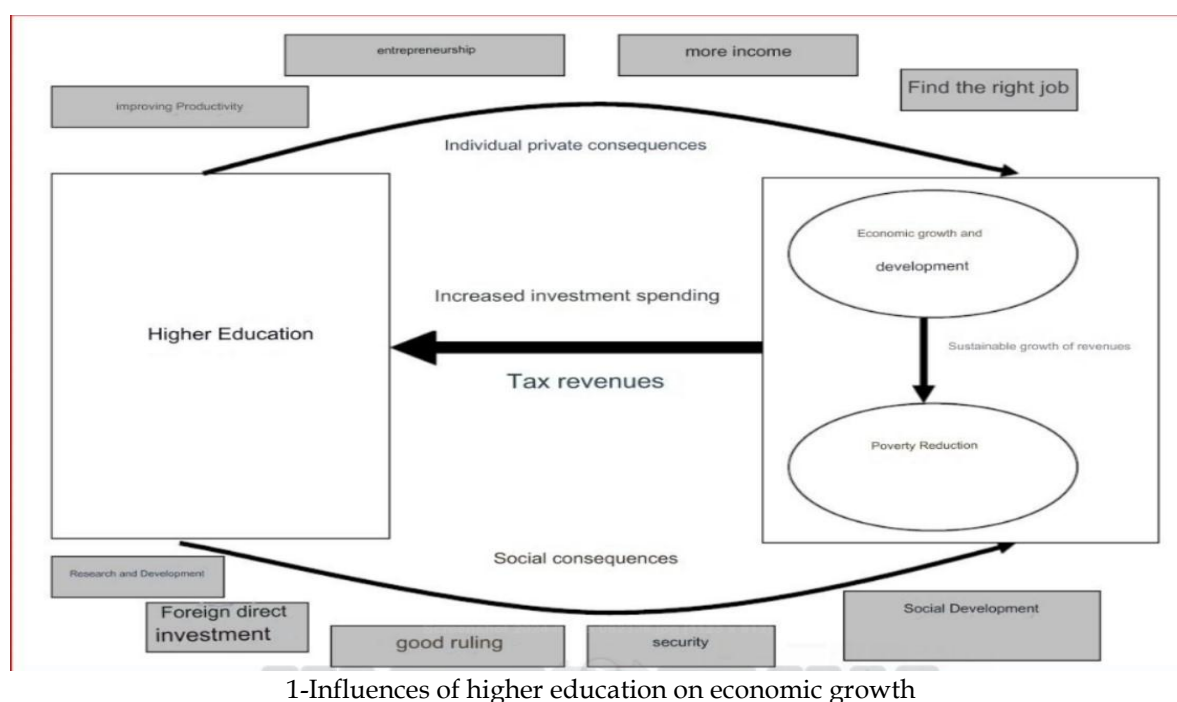 entrepreneurship
more income
Find the right job
improving Productivity
Individual private consequences
Economic growth and
development
Increased investment spending
Higher Education
Sustainable growth of revenues
Tax revenues
Poverty Reduction
Social consequences
Research and Development
Foreign direct
investment
good ruling
security
Social Development
1-Influences of higher education on economic growth